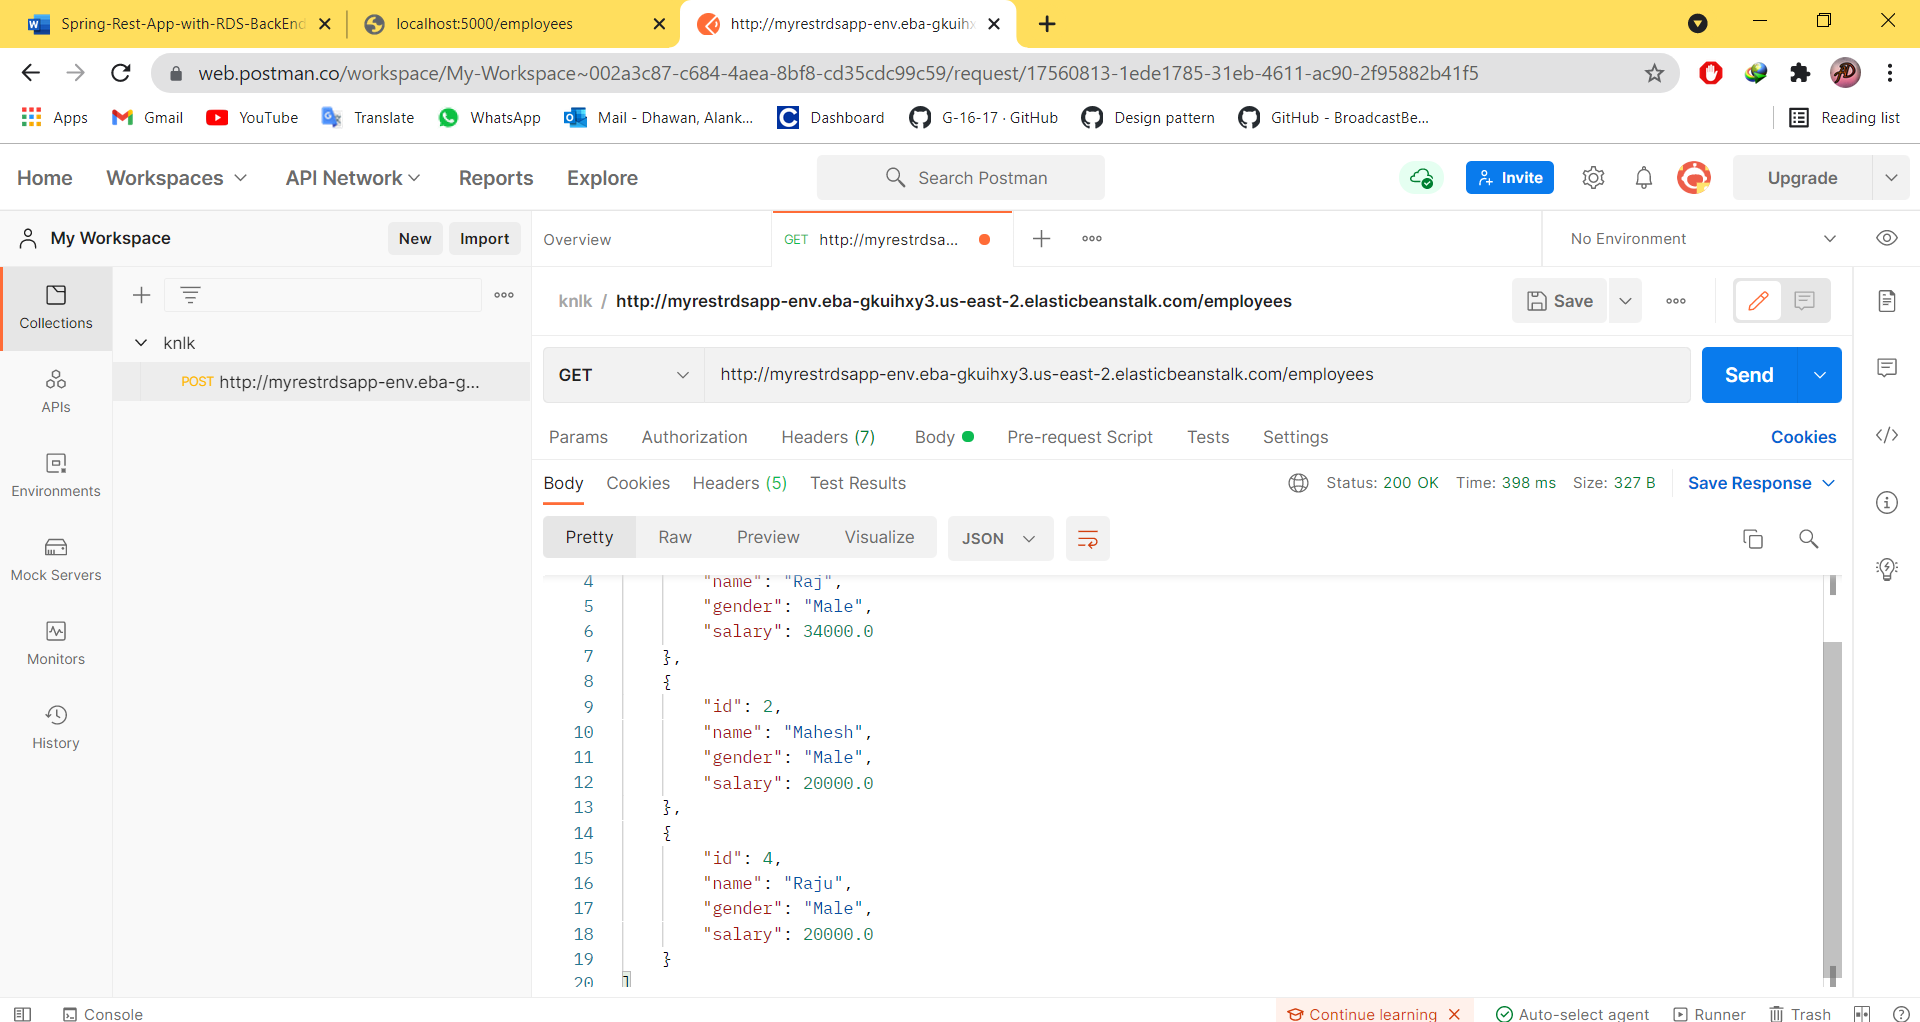 Spring-Rest-App-with-RDS-BackEnd
localhost:5000/employees
http://myrestrdsapp-env.eba-gkuihx
web.postman.co/workspace/My-Workspace~002a3c87-c684-4aea-8bf8-cd35cdc99c59/request/17560813-1ede1785-31eb-4611-ac90-2f95882b41f5
Apps Gmail YouTube Translate WhatsApp Mail - Dhawan, Alank... Dashboard G-16-17 · GitHub Design pattern GitHub - BroadcastBe... Reading list
Home Workspaces API Network Reports Explore Search Postman Invite Upgrade
My Workspace New Import Overview GET http://myrestrdsa... No Environment
Collections
APIs
Environments
Mock Servers
Monitors
History
knlk
POST http://myrestrdsapp-env.eba-g...
knlk / http://myrestrdsapp-env.eba-gkuihxy3.us-east-2.elasticbeanstalk.com/employees Save
GET http://myrestrdsapp-env.eba-gkuihxy3.us-east-2.elasticbeanstalk.com/employees Send
Params Authorization Headers (7) Body Pre-request Script Tests Settings Cookies
Body Cookies Headers (5) Test Results Status: 200 OK Time: 398 ms Size: 327 B Save Response
Pretty Raw Preview Visualize JSON
4 "name": "Raj",
5 "gender": "Male",
6 "salary": 34000.0
7 },
8 {
9 "id": 2,
10 "name": "Mahesh",
11 "gender": "Male",
12 "salary": 20000.0
13 },
14 {
15 "id": 4,
16 "name": "Raju",
17 "gender": "Male",
18 "salary": 20000.0
19 }
20 ]
Console Continue learning Auto-select agent Runner Trash